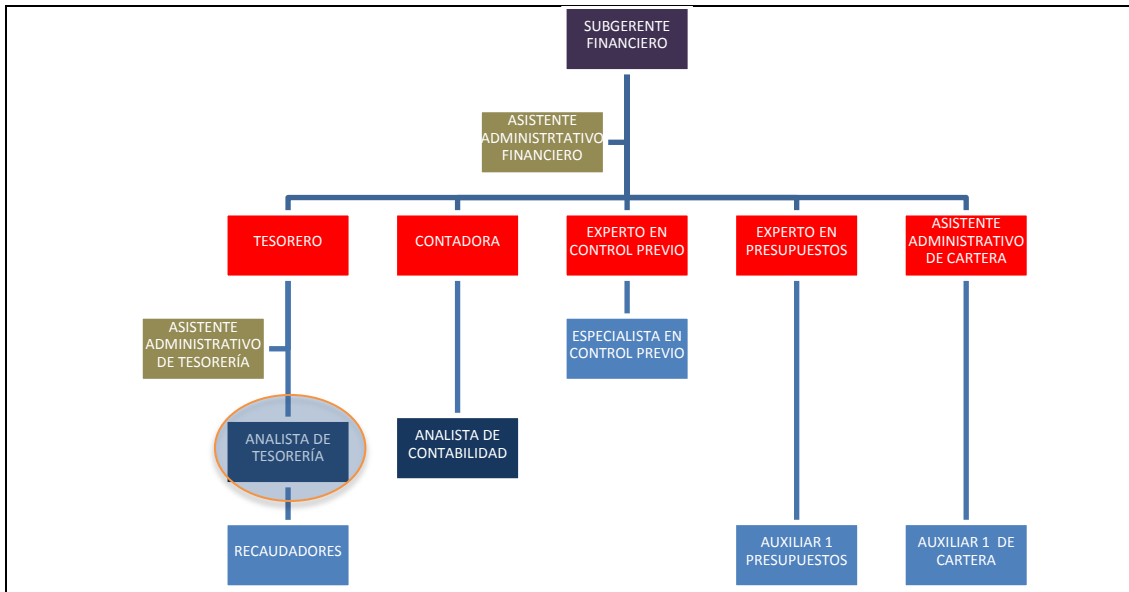 SUBGERENTE
FINANCIERO
ASISTENTE
ADMINISTRTATIVO
FINANCIERO
TESORERO
CONTADORA
EXPERTO EN
CONTROL PREVIO
EXPERTO EN
PRESUPUESTOS
ASISTENTE
ADMINISTRATIVO
DE CARTERA
ASISTENTE
ADMINISTRATIVO
DE TESORERÍA
ESPECIALISTA EN
CONTROL PREVIO
ANALISTA DE
TESORERÍA
ANALISTA DE
CONTABILIDAD
RECAUDADORES
AUXILIAR 1
PRESUPUESTOS
AUXILIAR 1 DE
CARTERA